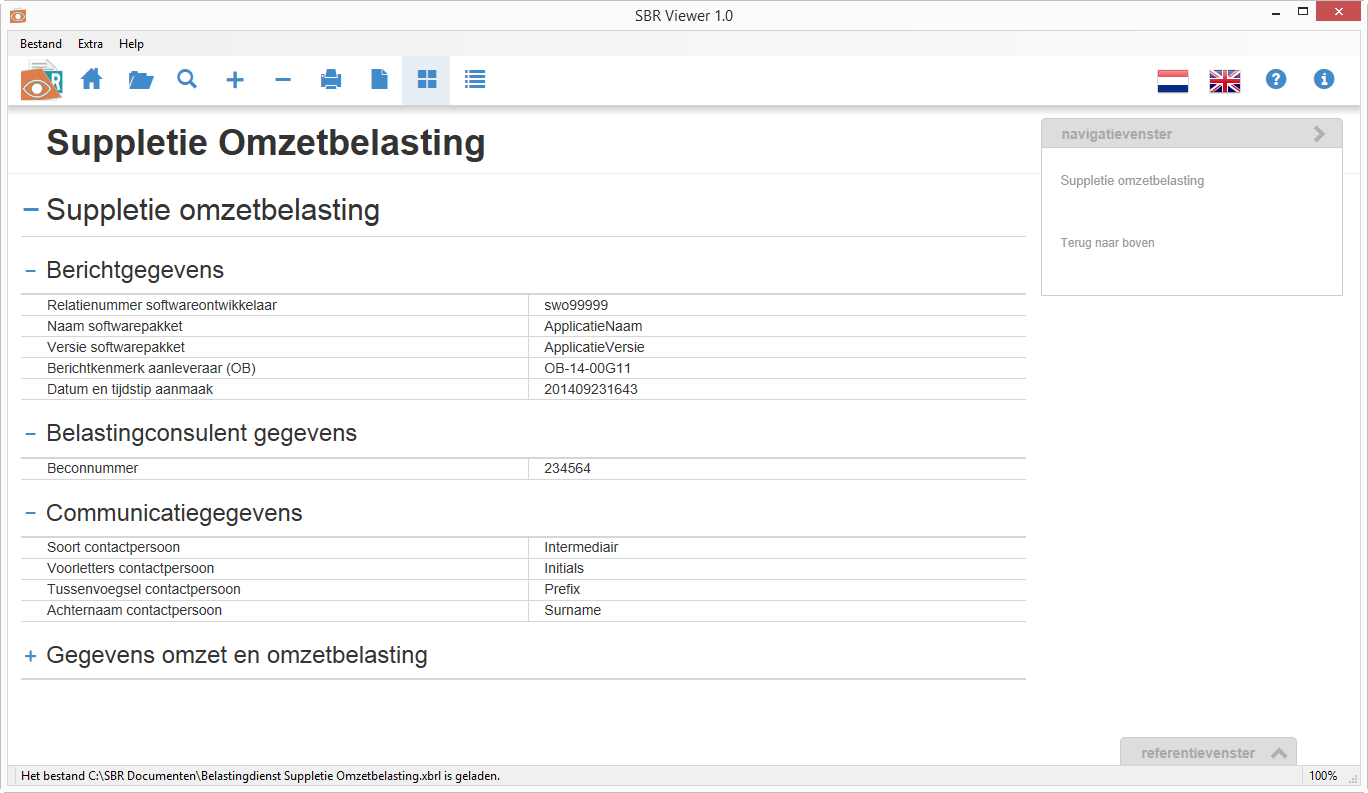 SBR Viewer 1.0
Bestand Extra Help
R
Suppletie Omzetbelasting
navigatievenster
Suppletie omzetbelasting
Terug naar boven
Suppletie omzetbelasting
Berichtgegevens
Relatienummer softwareontwikkelaar swo99999
Naam softwarepakket ApplicatieNaam
Versie softwarepakket ApplicatieVersie
Berichtkenmerk aanleveraar (OB) OB-14-00G11
Datum en tijdstip aanmaak 201409231643
Belastingconsulent gegevens
Beconnummer 234564
Communicatiegegevens
Soort contactpersoon Intermediair
Voorletters contactpersoon Initials
Tussenvoegsel contactpersoon Prefix
Achternaam contactpersoon Surname
Gegevens omzet en omzetbelasting
referentievenster
Het bestand C:\SBR Documenten\Belastingdienst Suppletie Omzetbelasting.xbrl is geladen. 100%